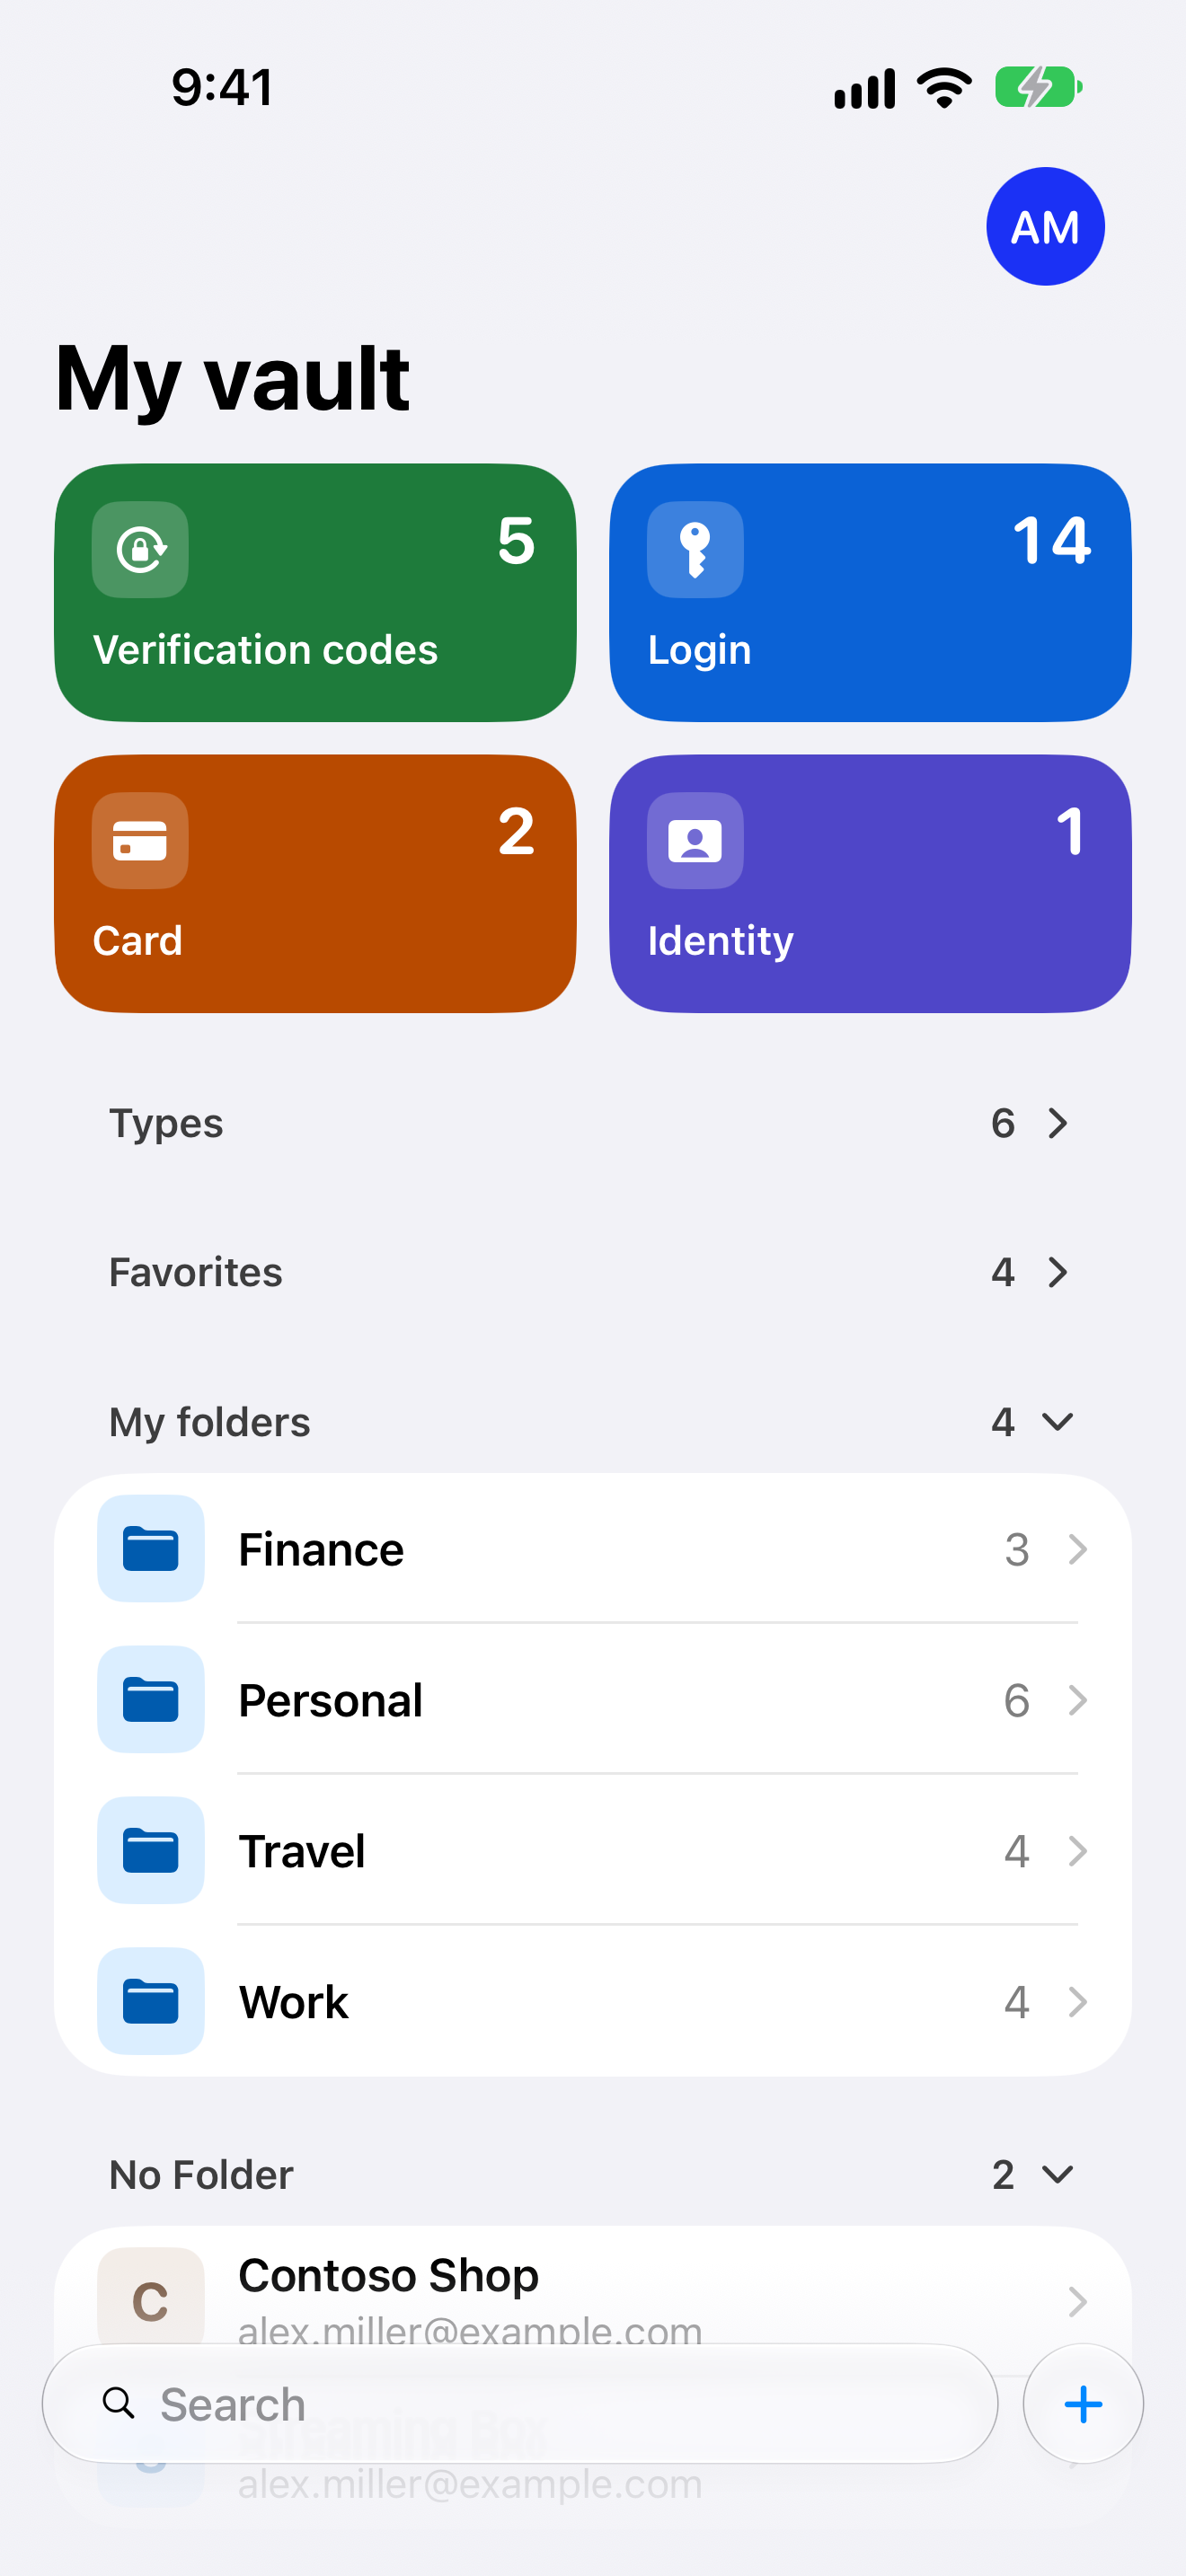 9:41
AM
My vault
5
Verification codes
14
Login
2
Card
1
Identity
Types 6
Favorites 4
My folders 4
Finance 3
Personal 6
Travel 4
Work 4
No Folder 2
C Contoso Shop
alex.miller@example.com
Search
Streaming Box
alex.miller@example.com